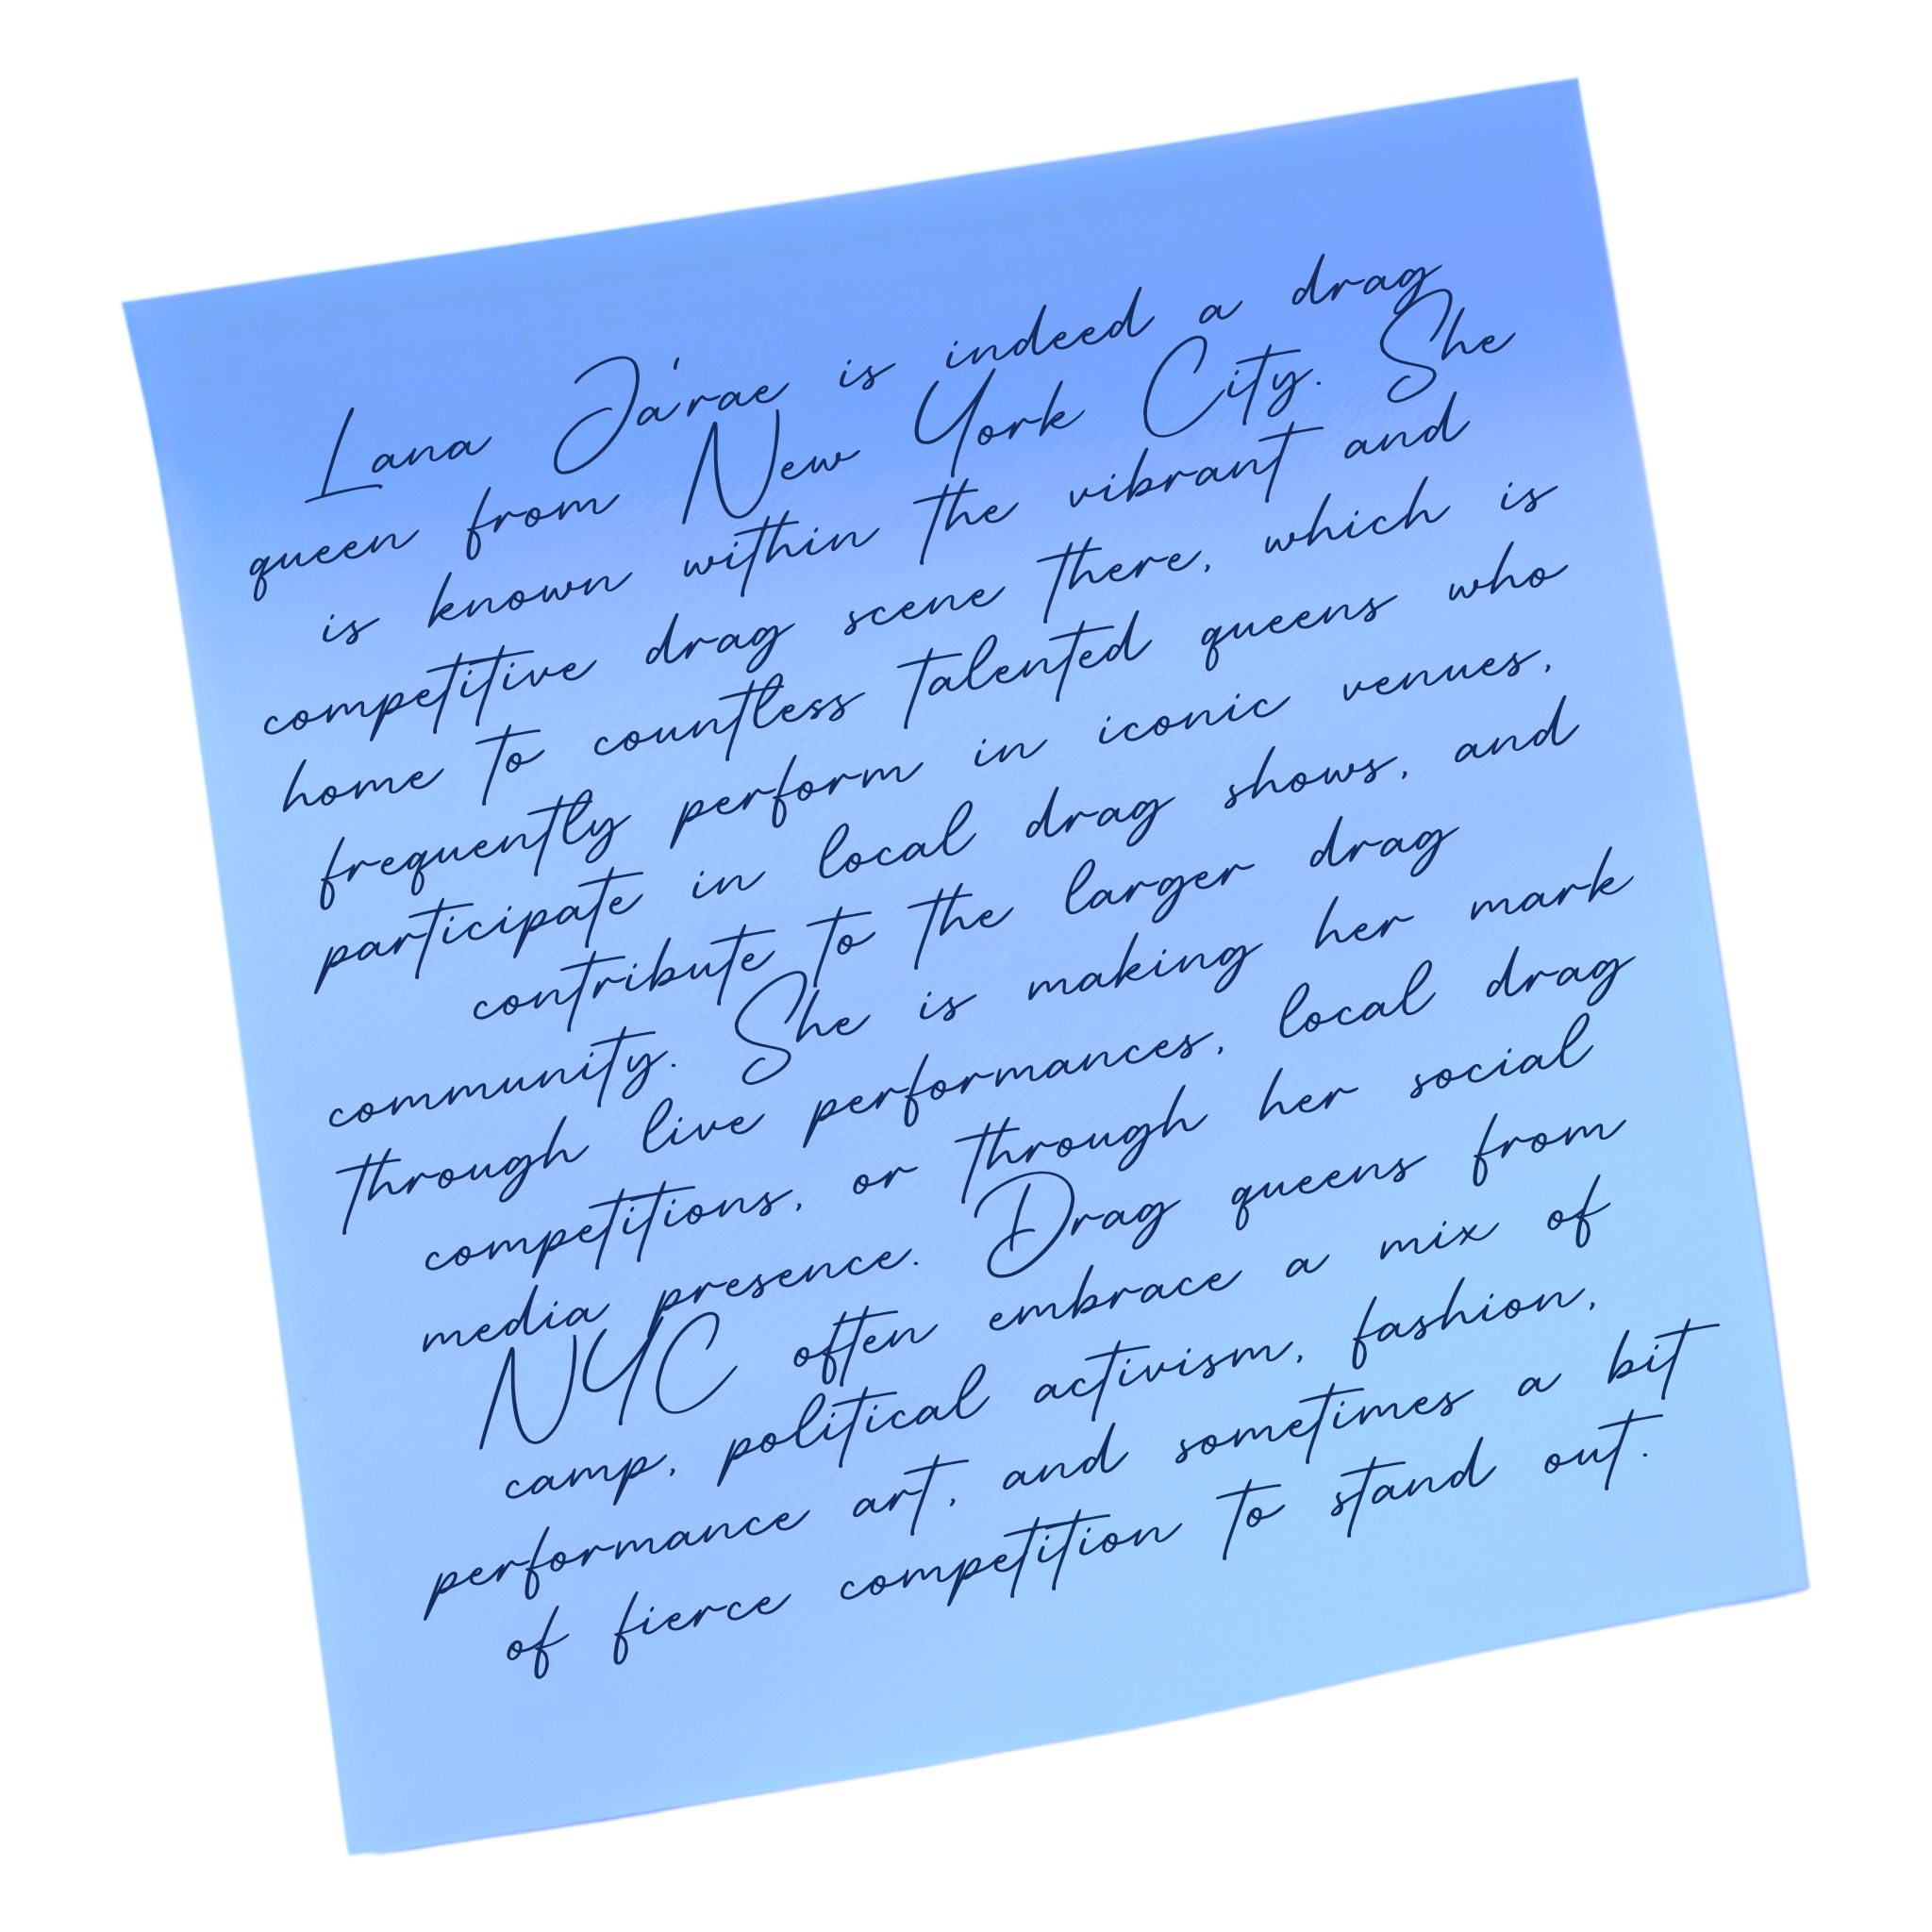 Lana Ja'rae is indeed a drag
queen from New York City. She
is known within the vibrant and
competitive drag scene there, which is
home to countless talented queens who
frequently perform in iconic venues,
participate in local drag shows, and
contribute to the larger drag
community. She is making her mark
through live performances, local drag
competitions, or through her social
media presence. Drag queens from
NYC often embrace a mix of
camp, political activism, fashion,
performance art, and sometimes a bit
of fierce competition to stand out.